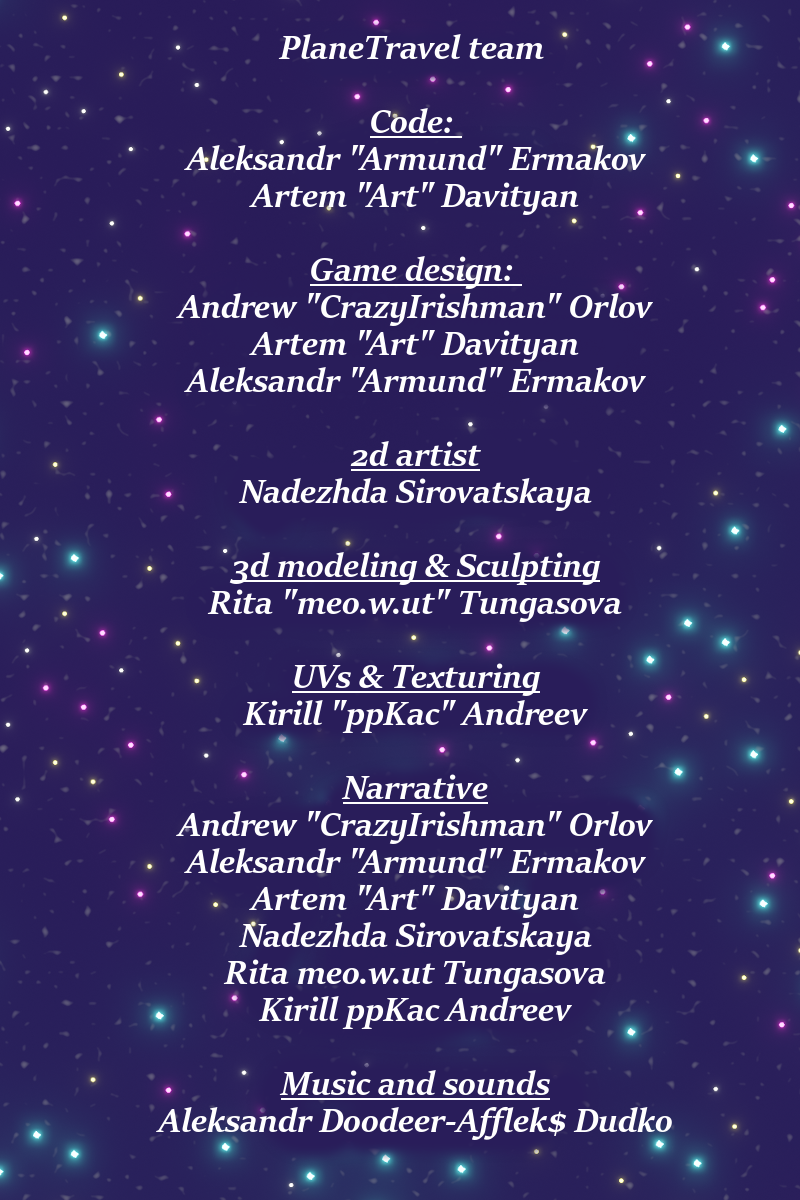 PlaneTravel team
Code:
Aleksandr "Armund" Ermakov
Artem "Art" Davityan
Game design:
Andrew "CrazyIrishman" Orlov
Artem "Art" Davityan
Aleksandr "Armund" Ermakov
2d artist
Nadezhda Sirovatskaya
3d modeling & Sculpting
Rita "meo.w.ut" Tungasova
UVs & Texturing
Kirill "ppKac" Andreev
Narrative
Andrew "CrazyIrishman" Orlov
Aleksandr "Armund" Ermakov
Artem "Art" Davityan
Nadezhda Sirovatskaya
Rita meo.w.ut Tungasova
Kirill ppKac Andreev
Music and sounds
Aleksandr Doodeer-Afflek$ Dudko